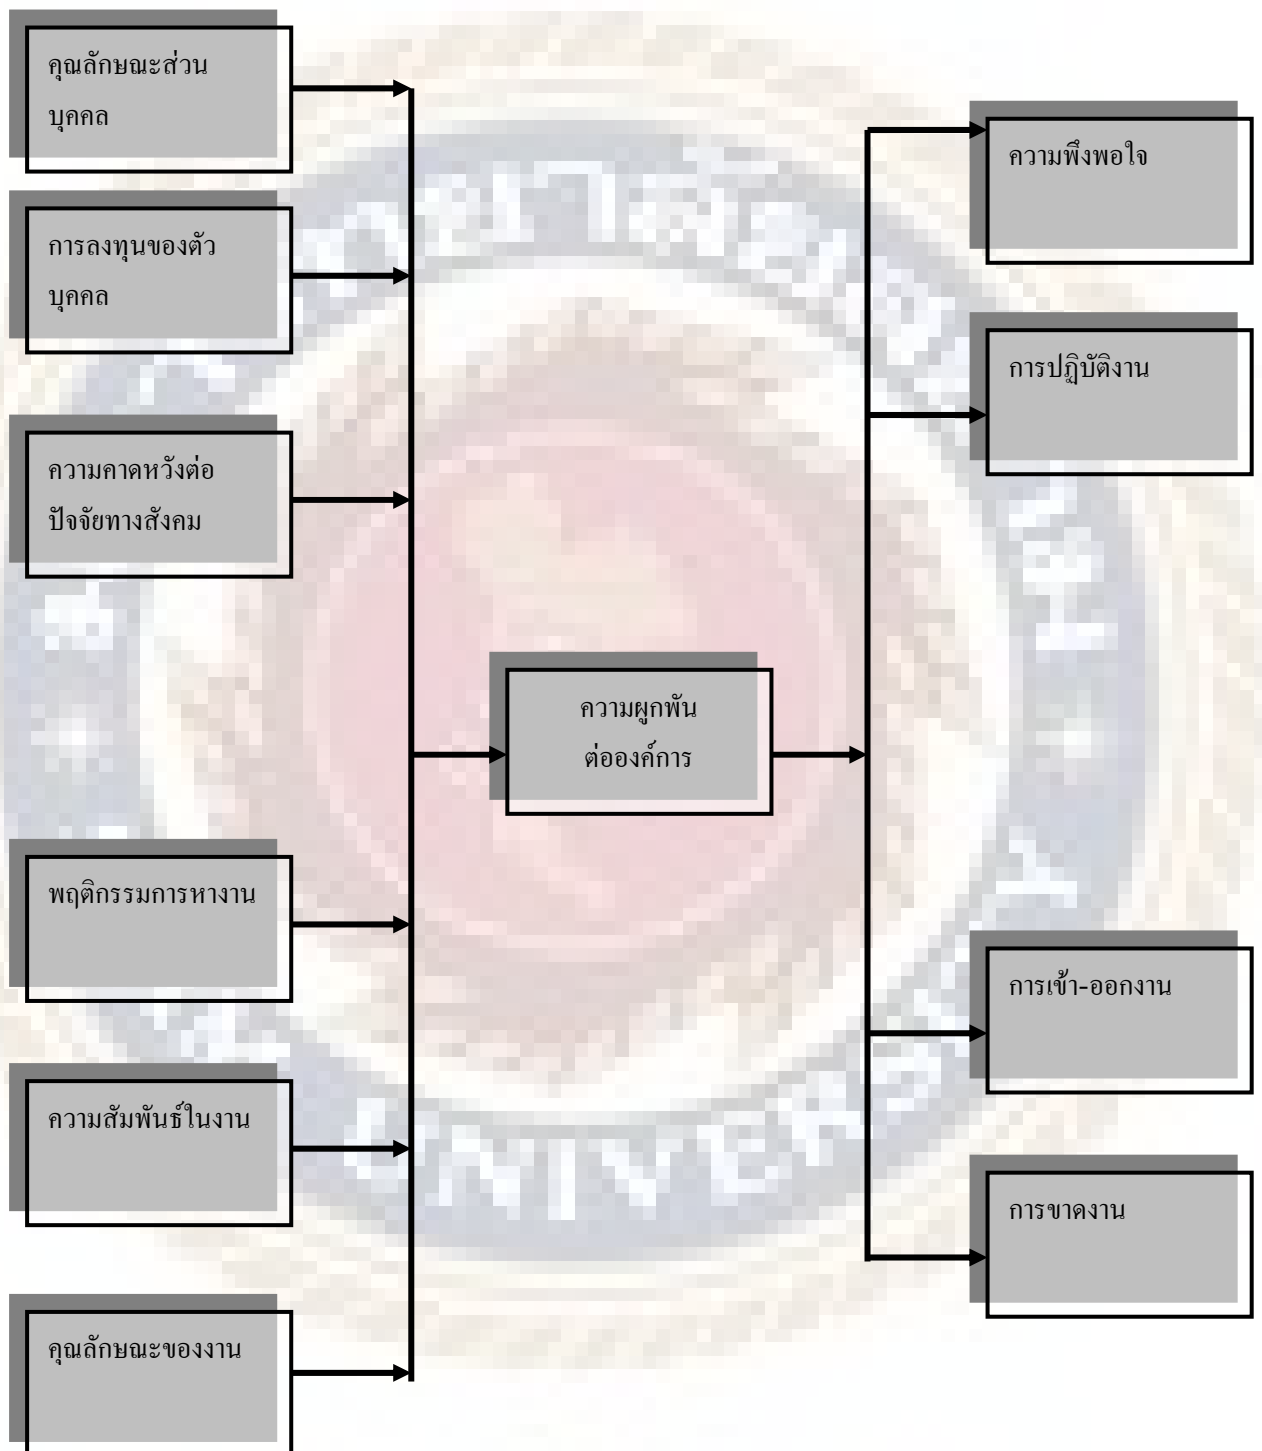 คุณลักษณะส่วน
บุคคล
การลงทุนของตัว
บุคคล
ความคาดหวังต่อ
ปัจจัยทางสังคม
พฤติกรรมการหางาน
ความสัมพันธ์ในงาน
คุณลักษณะของงาน
ความผูกพัน
ต่อองค์การ
ความพึงพอใจ
การปฏิบัติงาน
การเข้า-ออกงาน
การขาดงาน